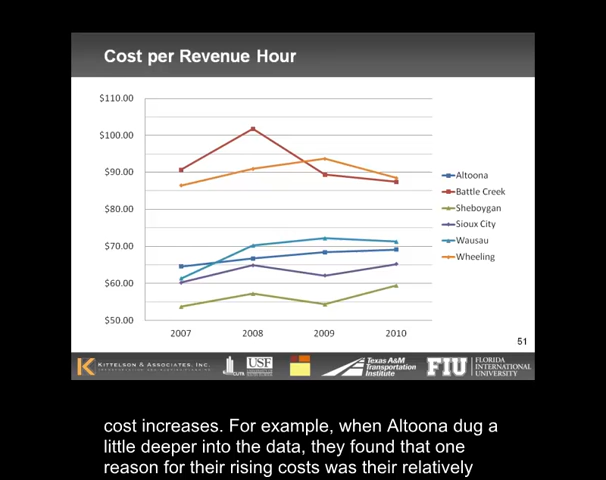 Cost per Revenue Hour
$110.00
$100.00
$90.00
$80.00
$70.00
$60.00
$50.00
2007 2008 2009 2010
Altoona
Battle Creek
Sheboygan
Sioux City
Wausau
Wheeling
51
KITTELSON & ASSOCIATES, INC.
CUTR
USF
Texas A&M
Transportation
Institute
FIU
FLORIDA
INTERNATIONAL
UNIVERSITY
cost increases. For example, when Altoona dug a
little deeper into the data, they found that one
reason for their rising costs was their relatively